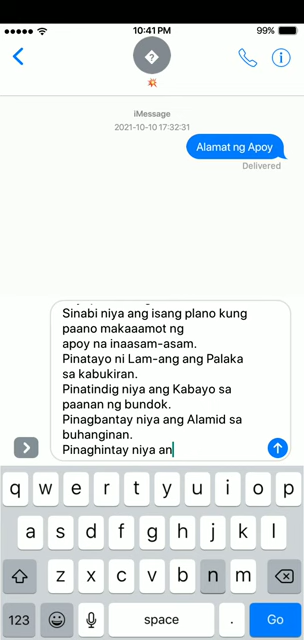 10:41 PM
99%
?
iMessage
2021-10-10 17:32:31
Alamat ng Apoy
Delivered
Sinabi niya ang isang plano kung
paano makaaamot ng
apoy na inaasam-asam.
Pinatayo ni Lam-ang ang Palaka
sa kabukiran.
Pinatindig niya ang Kabayo sa
paanan ng bundok.
Pinagbantay niya ang Alamid sa
buhanginan.
Pinaghintay niya an
q w e r t y u i o p
a s d f g h j k l
z x c v b n m
123 space . Go